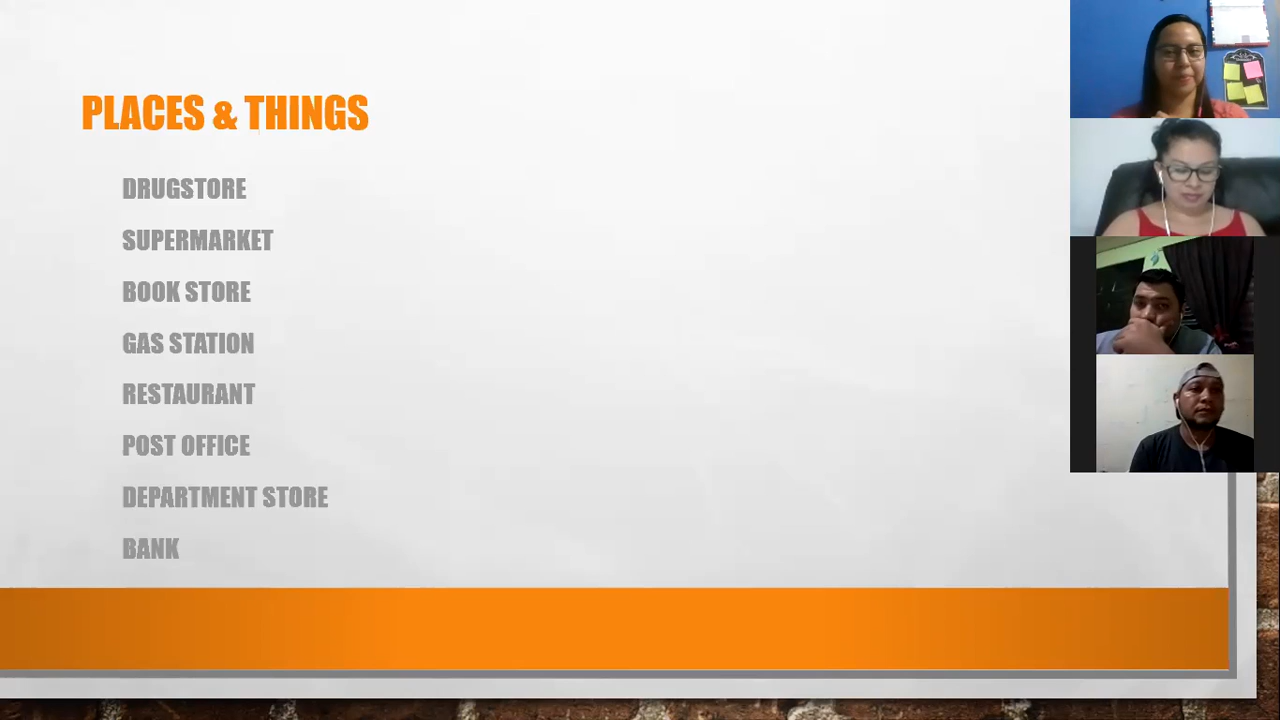 PLACES & THINGS
DRUGSTORE
SUPERMARKET
BOOK STORE
GAS STATION
RESTAURANT
POST OFFICE
DEPARTMENT STORE
BANK